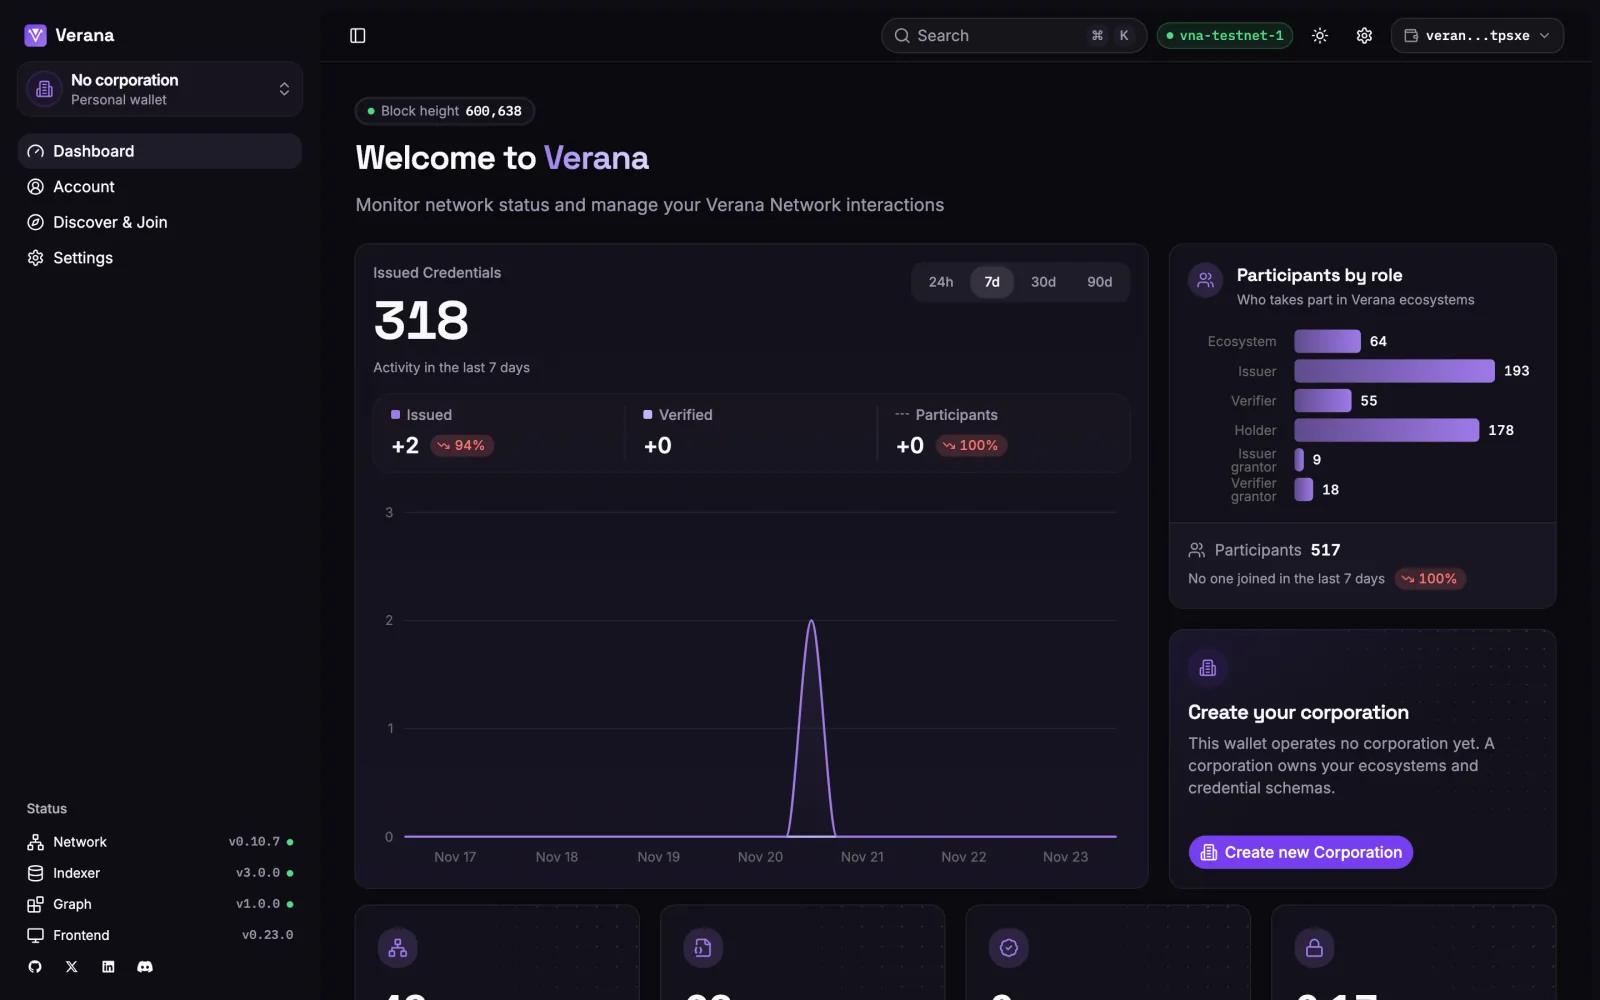 Verana
No corporation
Personal wallet
Dashboard
Account
Discover & Join
Settings
Status
Network v0.10.7
Indexer v3.0.0
Graph v1.0.0
Frontend v0.23.0
Search ⌘ K
vna-testnet-1
veran...tpsxe
Block height 600,638
Welcome to Verana
Monitor network status and manage your Verana Network interactions
Issued Credentials
318
Activity in the last 7 days
24h 7d 30d 90d
Issued
+2 94%
Verified
+0
Participants
+0 100%
3
2
1
0
Nov 17 Nov 18 Nov 19 Nov 20 Nov 21 Nov 22 Nov 23
Participants by role
Who takes part in Verana ecosystems
Ecosystem 64
Issuer 193
Verifier 55
Holder 178
Issuer
grantor 9
Verifier
grantor 18
Participants 517
No one joined in the last 7 days 100%
Create your corporation
This wallet operates no corporation yet. A
corporation owns your ecosystems and
credential schemas.
Create new Corporation